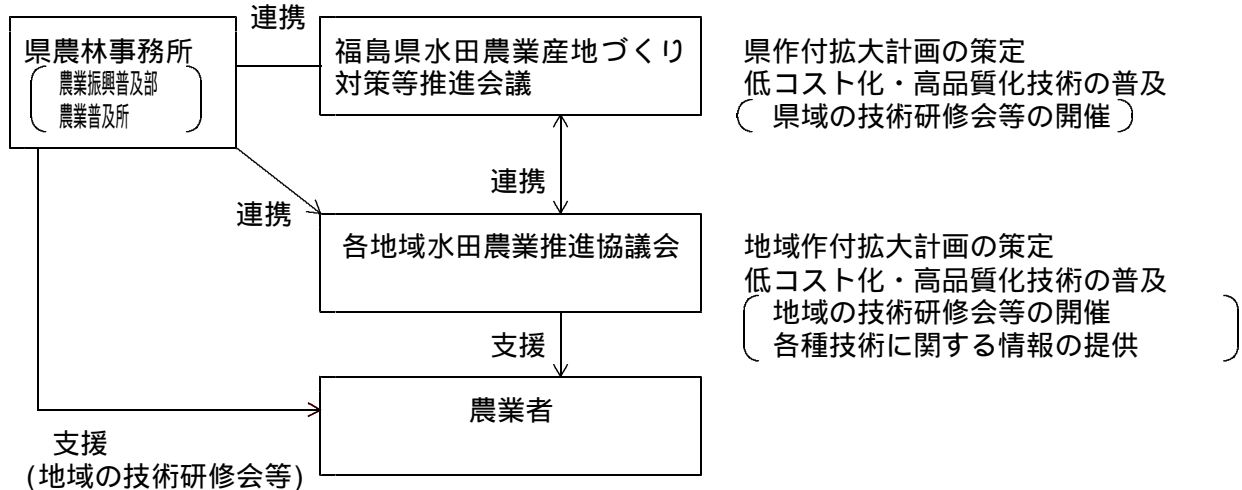 連携
県農林事務所
農業振興普及部
農業普及所
福島県水田農業産地づくり
対策等推進会議
県作付拡大計画の策定
低コスト化・高品質化技術の普及
(県域の技術研修会等の開催)
連携
連携
各地域水田農業推進協議会
地域作付拡大計画の策定
低コスト化・高品質化技術の普及
地域の技術研修会等の開催
各種技術に関する情報の提供
支援
農業者
支援
(地域の技術研修会等)